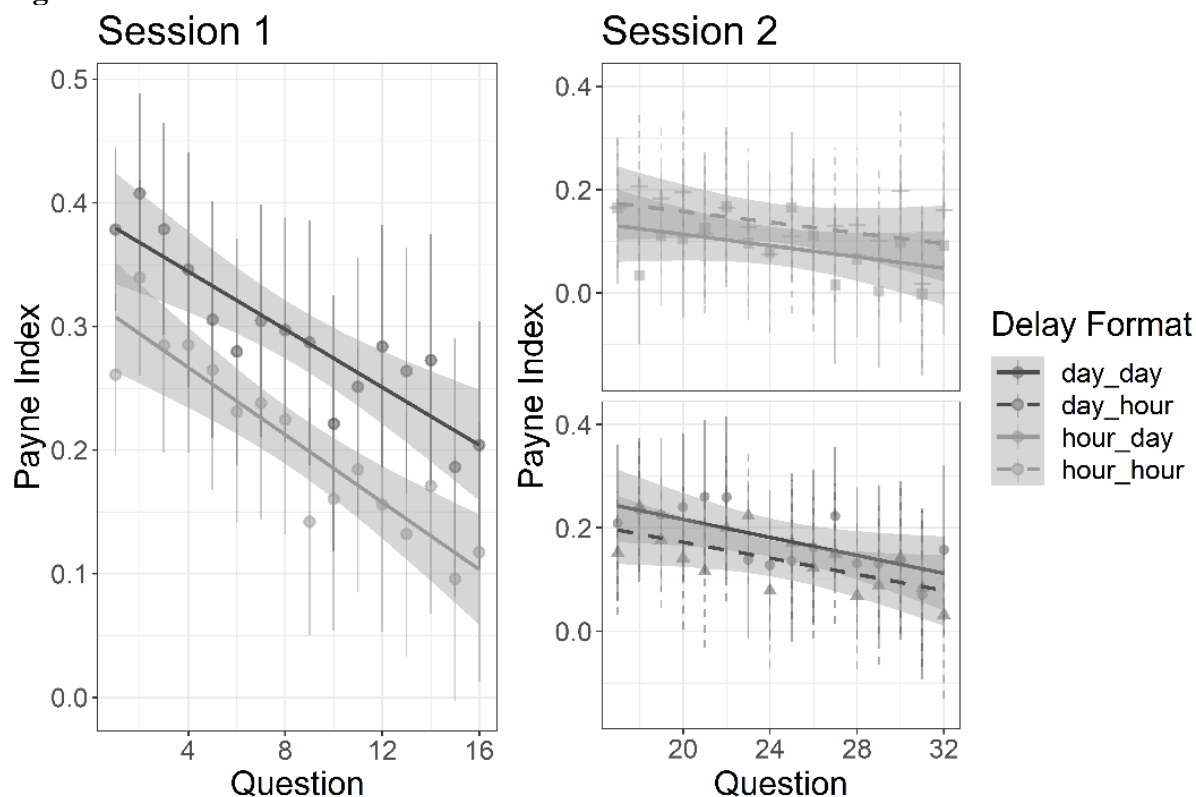 Session 1
Session 2
Payne Index
0.5
0.4
0.3
0.2
0.1
0.0
4
8
12
16
Question
Payne Index
0.4
0.2
0.0
0.4
0.2
0.0
20
24
28
32
Question
Delay Format
day_day
day_hour
hour_day
hour_hour